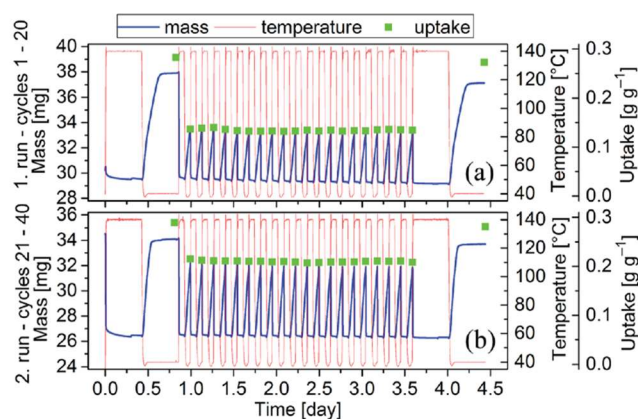 mass temperature uptake
1. run - cycles 1 - 20
Mass [mg]
40
38
36
34
32
30
28
(a)
140
120
100
80
60
40
Temperature [°C]
0.3
0.2
0.1
0.0
Uptake [g g⁻¹]
2. run - cycles 21 - 40
Mass [mg]
36
34
32
30
28
26
24
(b)
140
120
100
80
60
40
Temperature [°C]
0.3
0.2
0.1
0.0
Uptake [g g⁻¹]
0.0 0.5 1.0 1.5 2.0 2.5 3.0 3.5 4.0 4.5
Time [day]